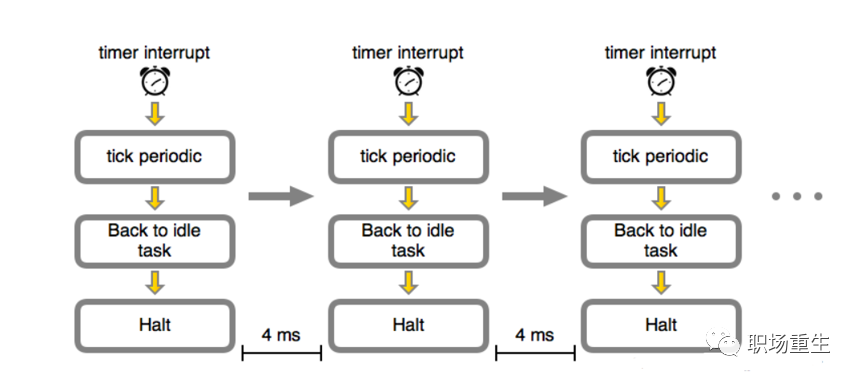 timer interrupt
timer interrupt
timer interrupt
tick periodic
tick periodic
tick periodic
Back to idle
task
Back to idle
task
Back to idle
task
Halt
4 ms
Halt
4 ms
Halt
职场重生